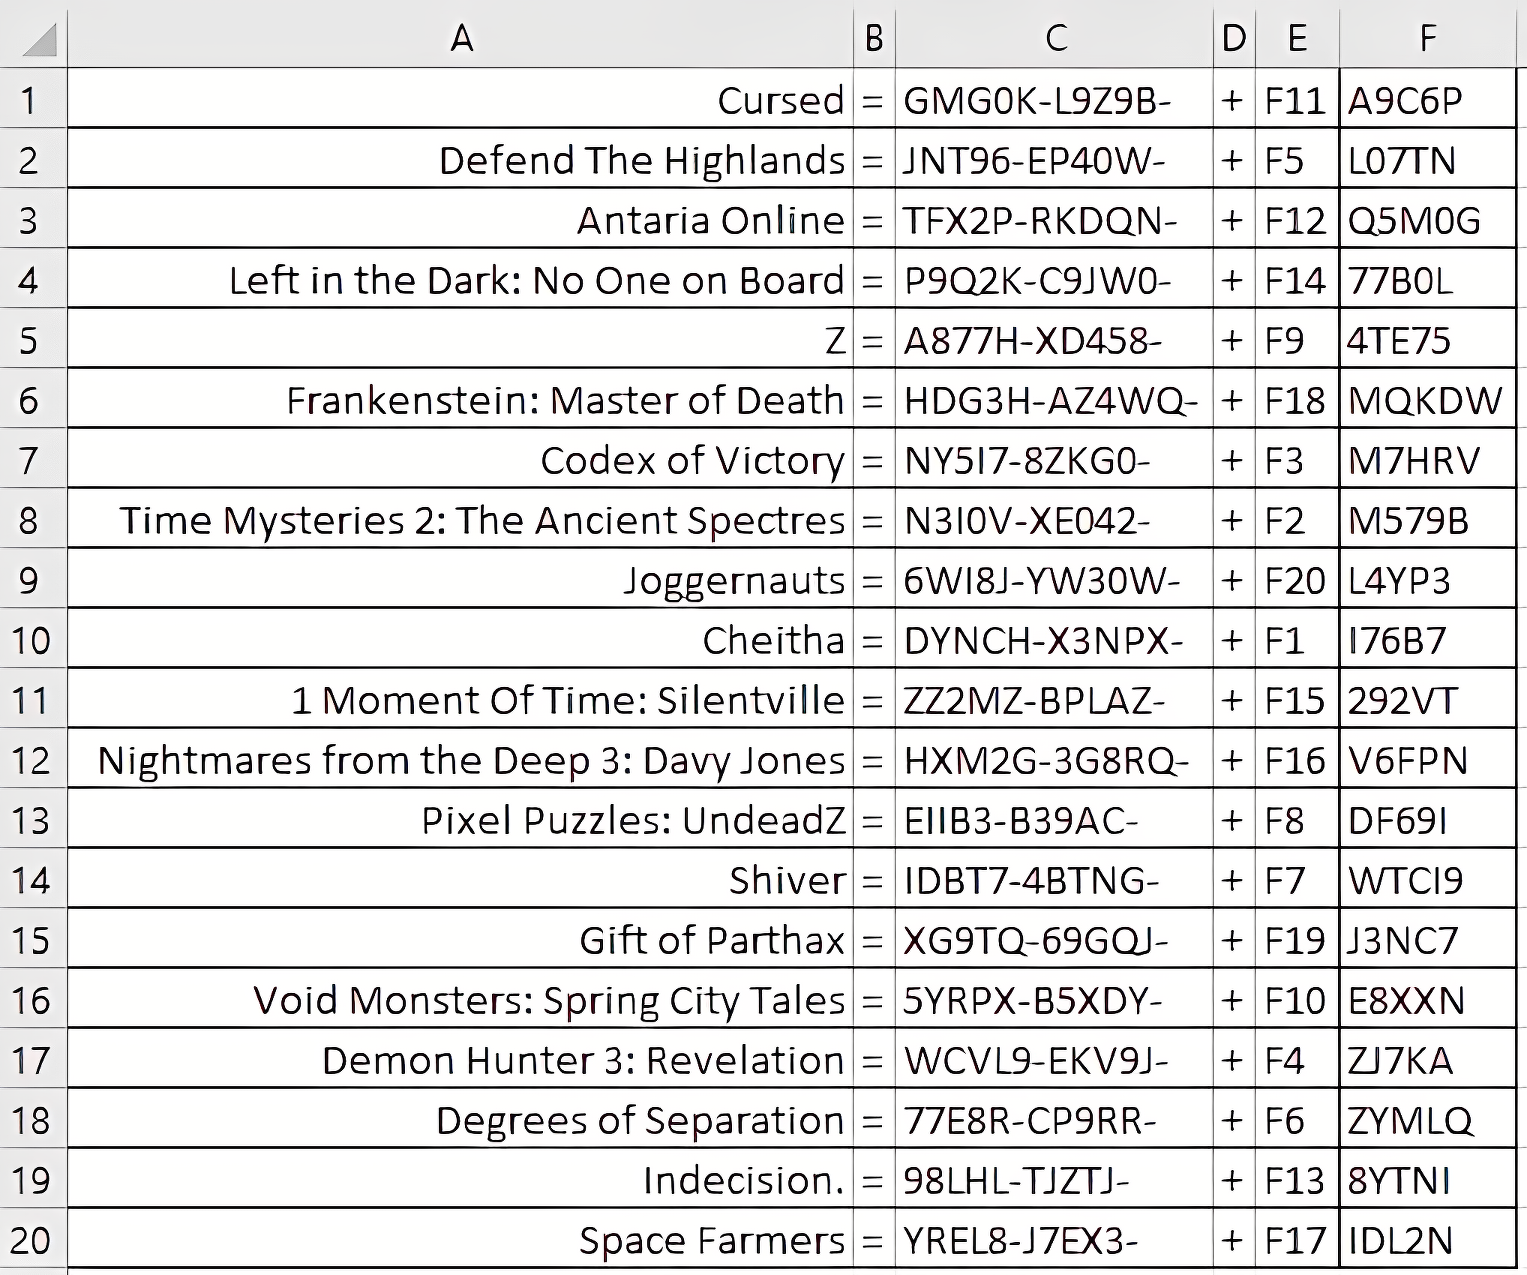 A B C D E F
1 Cursed = GMG0K-L9Z9B- + F11 A9C6P
2 Defend The Highlands = JNT96-EP40W- + F5 L07TN
3 Antaria Online = TFX2P-RKDQN- + F12 Q5M0G
4 Left in the Dark: No One on Board = P9Q2K-C9JW0- + F14 77B0L
5 Z = A877H-XD458- + F9 4TE75
6 Frankenstein: Master of Death = HDG3H-AZ4WQ- + F18 MQKDW
7 Codex of Victory = NY5I7-8ZKG0- + F3 M7HRV
8 Time Mysteries 2: The Ancient Spectres = N3I0V-XE042- + F2 M579B
9 Joggernauts = 6WI8J-YW30W- + F20 L4YP3
10 Cheitha = DYNCH-X3NPX- + F1 I76B7
11 1 Moment Of Time: Silentville = ZZ2MZ-BPLAZ- + F15 292VT
12 Nightmares from the Deep 3: Davy Jones = HXM2G-3G8RQ- + F16 V6FPN
13 Pixel Puzzles: UndeadZ = EIIB3-B39AC- + F8 DF69I
14 Shiver = IDBT7-4BTNG- + F7 WTCI9
15 Gift of Parthax = XG9TQ-69GQJ- + F19 J3NC7
16 Void Monsters: Spring City Tales = 5YRPX-B5XDY- + F10 E8XXN
17 Demon Hunter 3: Revelation = WCVL9-EKV9J- + F4 ZJ7KA
18 Degrees of Separation = 77E8R-CP9RR- + F6 ZYMLQ
19 Indecision. = 98LHL-TJZTJ- + F13 8YTNI
20 Space Farmers = YREL8-J7EX3- + F17 IDL2N